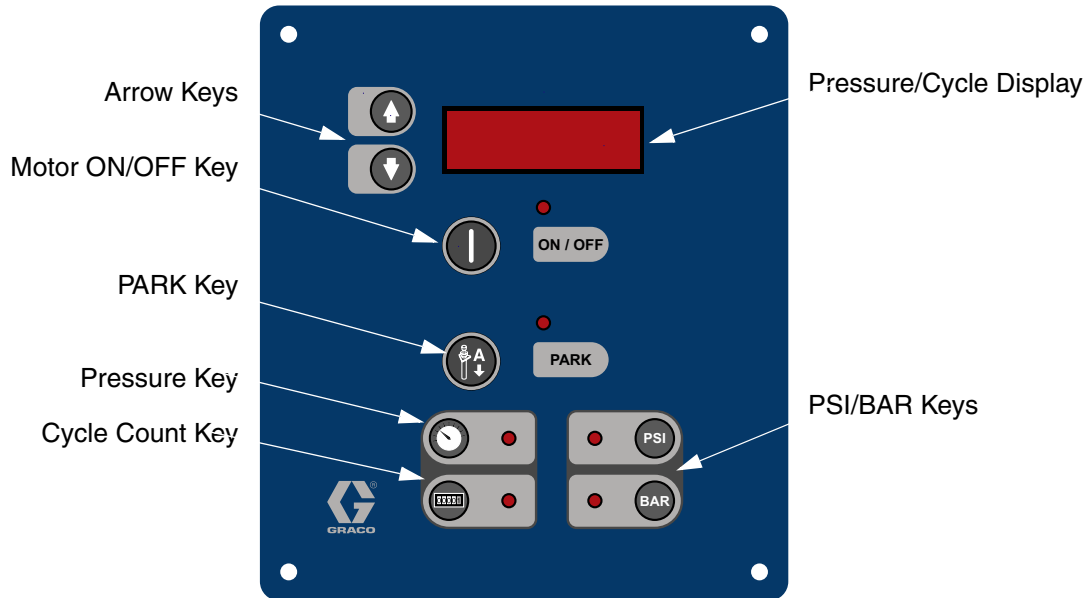 Arrow Keys
Pressure/Cycle Display
Motor ON/OFF Key
ON / OFF
PARK Key
A
PARK
Pressure Key
PSI/BAR Keys
Cycle Count Key
PSI
BAR
®
GRACO